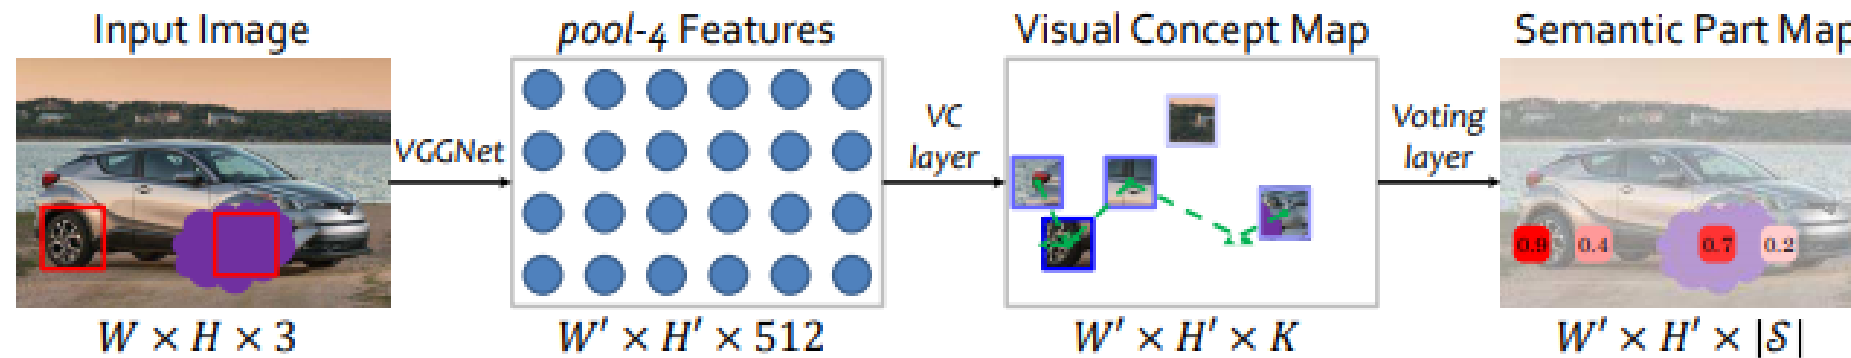 Input Image
pool-4 Features
Visual Concept Map
Semantic Part Map
VGGNet
VC
layer
Voting
layer
0.9
0.4
0.7
0.2
W × H × 3
W′ × H′ × 512
W′ × H′ × K
W′ × H′ × |S|